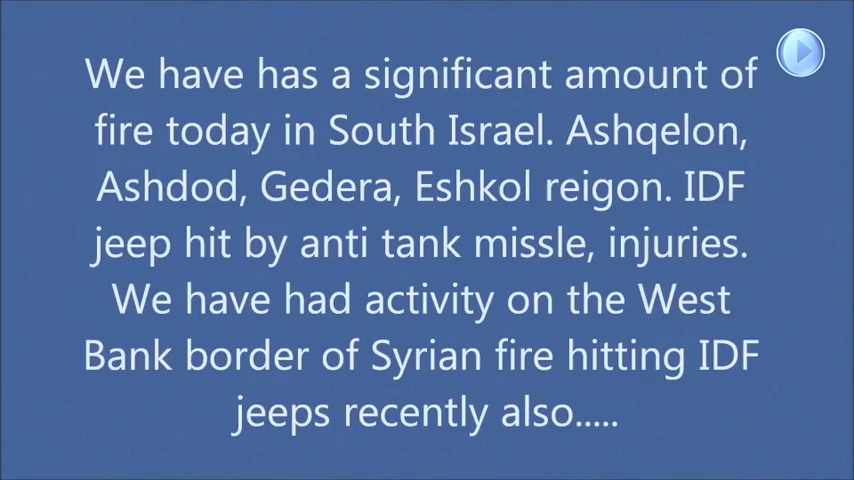 We have has a significant amount of
fire today in South Israel. Ashqelon,
Ashdod, Gedera, Eshkol reigon. IDF
jeep hit by anti tank missle, injuries.
We have had activity on the West
Bank border of Syrian fire hitting IDF
jeeps recently also.....